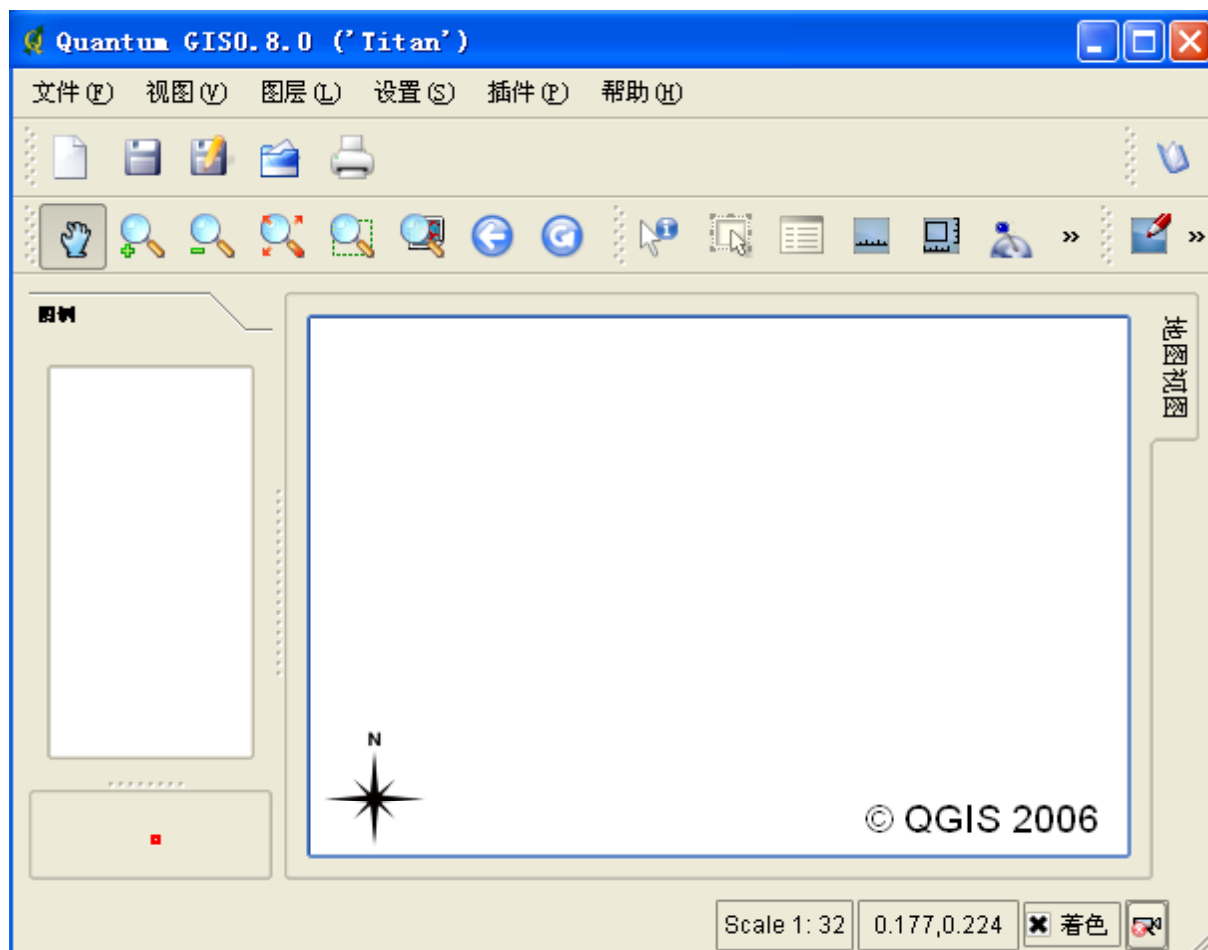 Quantum GIS0.8.0 ('Titan')
文件(F) 视图(V) 图层(L) 设置(S) 插件(P) 帮助(H)
图例
地图视图
N
© QGIS 2006
Scale 1: 32 0.177,0.224 着色